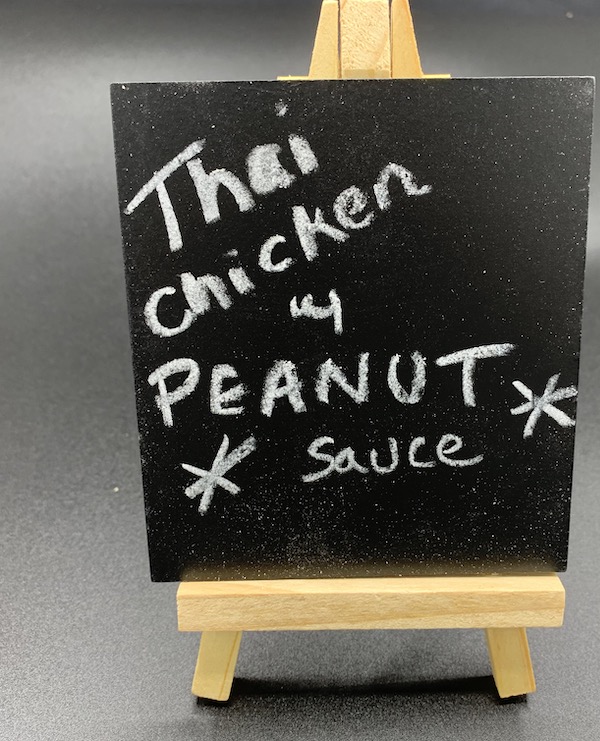 Thai
chicken
w/
PEANUT *
* sauce